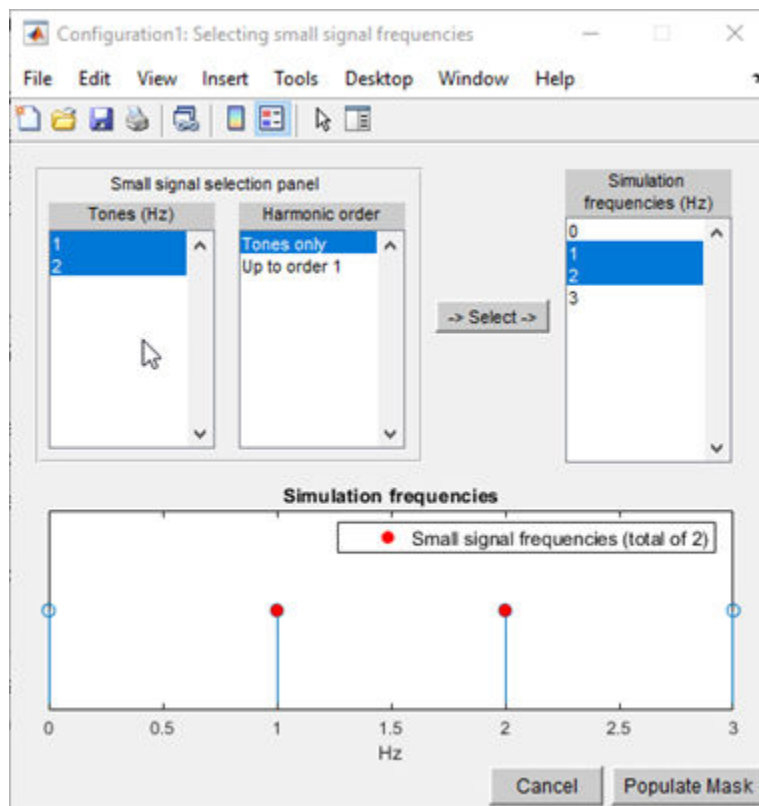 Configuration1: Selecting small signal frequencies
File Edit View Insert Tools Desktop Window Help
Small signal selection panel
Tones (Hz)
1
2
Harmonic order
Tones only
Up to order 1
-> Select ->
Simulation
frequencies (Hz)
0
1
2
3
Simulation frequencies
Small signal frequencies (total of 2)
0 0.5 1 1.5 2 2.5 3
Hz
Cancel Populate Mask